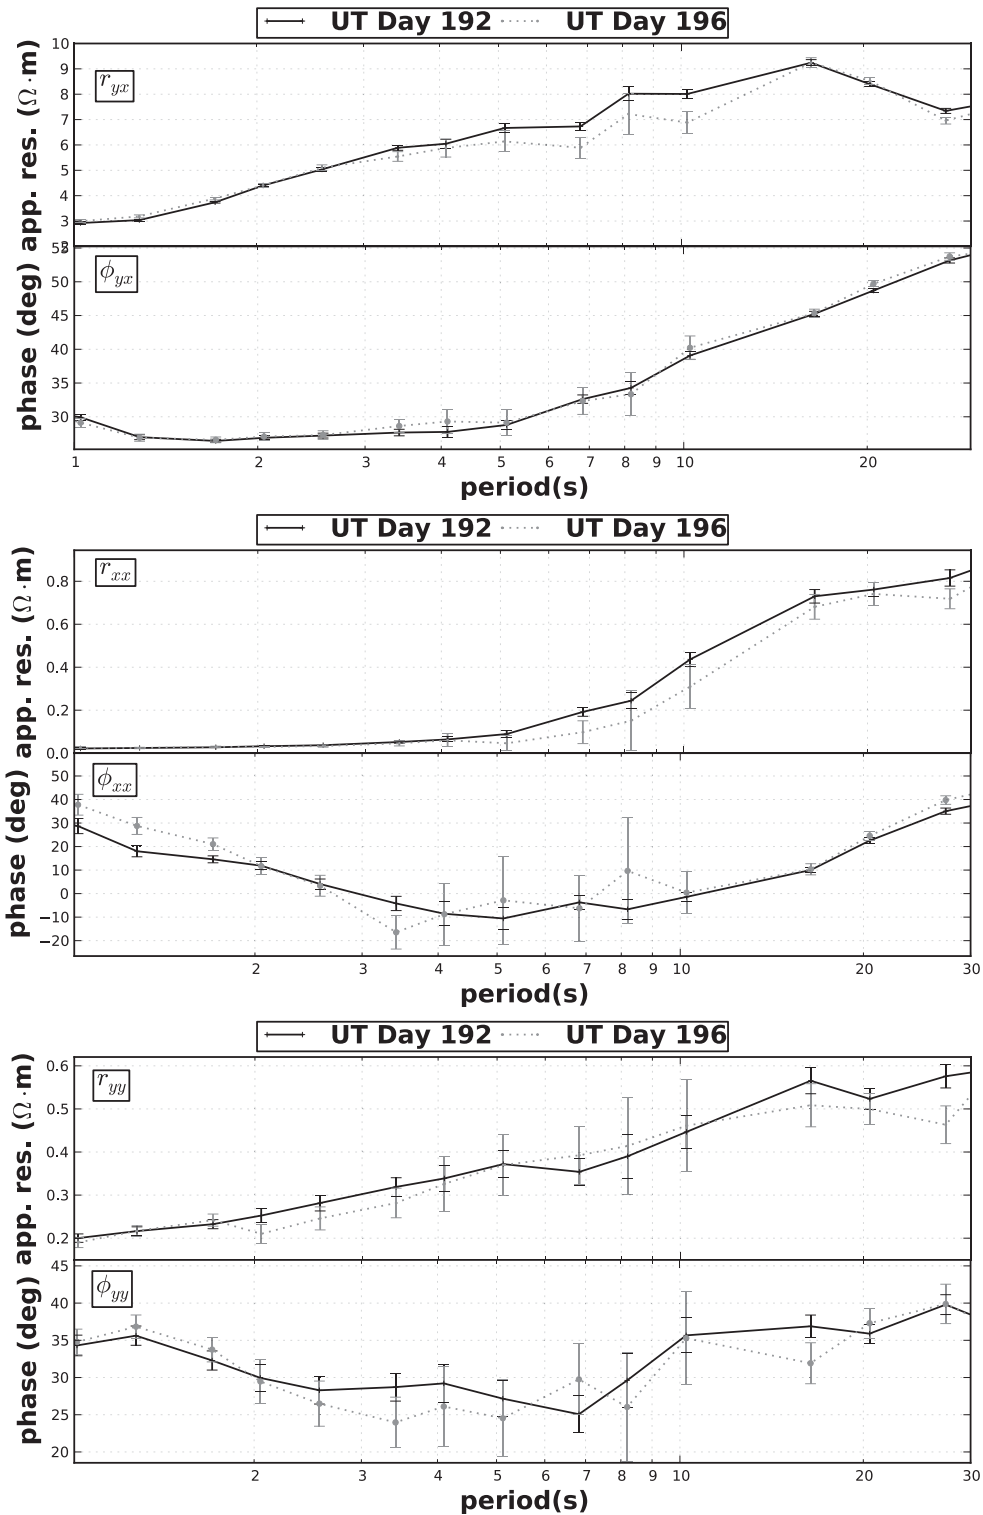 UT Day 192 UT Day 196
r_yx
app. res. (Ω·m)
10
9
8
7
6
5
4
3
2
ϕ_yx
phase (deg)
55
50
45
40
35
30
1 2 3 4 5 6 7 8 9 10 20
period(s)
UT Day 192 UT Day 196
r_xx
app. res. (Ω·m)
0.8
0.6
0.4
0.2
0.0
ϕ_xx
phase (deg)
50
40
30
20
10
0
−10
−20
2 3 4 5 6 7 8 9 10 20 30
period(s)
UT Day 192 UT Day 196
r_yy
app. res. (Ω·m)
0.6
0.5
0.4
0.3
0.2
ϕ_yy
phase (deg)
45
40
35
30
25
20
2 3 4 5 6 7 8 9 10 20 30
period(s)